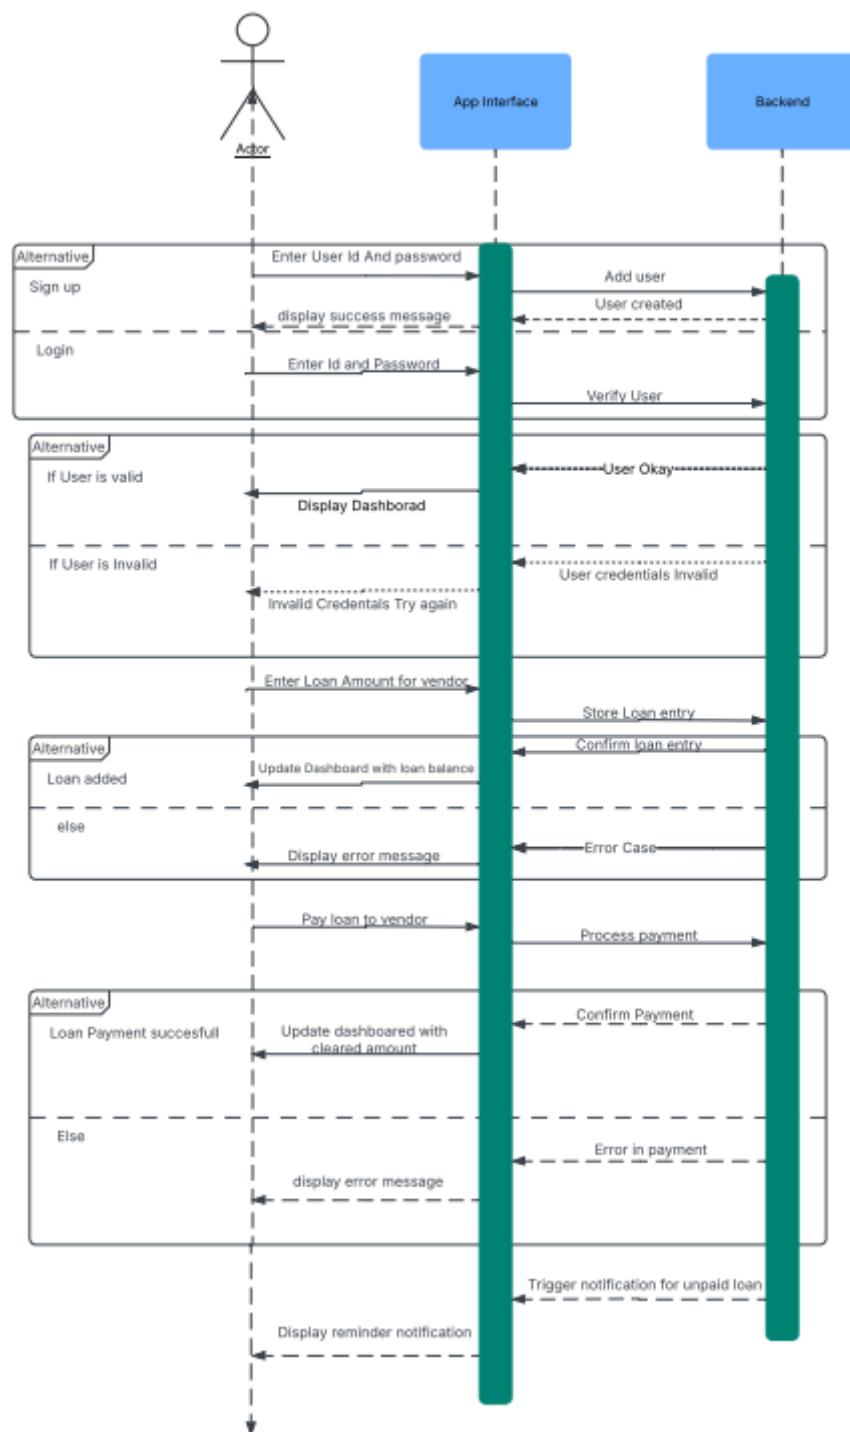 App Interface
Backend
Actor
Alternative
Enter User Id And password
Sign up
Add user
User created
display success message
Login
Enter Id and Password
Verify User
Alternative
If User is valid
User Okay
Display Dashborad
If User is Invalid
User credentials Invalid
Invalid Credentals Try again
Enter Loan Amount for vendor
Store Loan entry
Alternative
Confirm loan entry
Update Dashboard with loan balance
Loan added
else
Error Case
Display error message
Pay loan to vendor
Process payment
Alternative
Confirm Payment
Loan Payment succesfull
Update dashboared with
cleared amount
Else
Error in payment
display error message
Trigger notification for unpaid loan
Display reminder notification